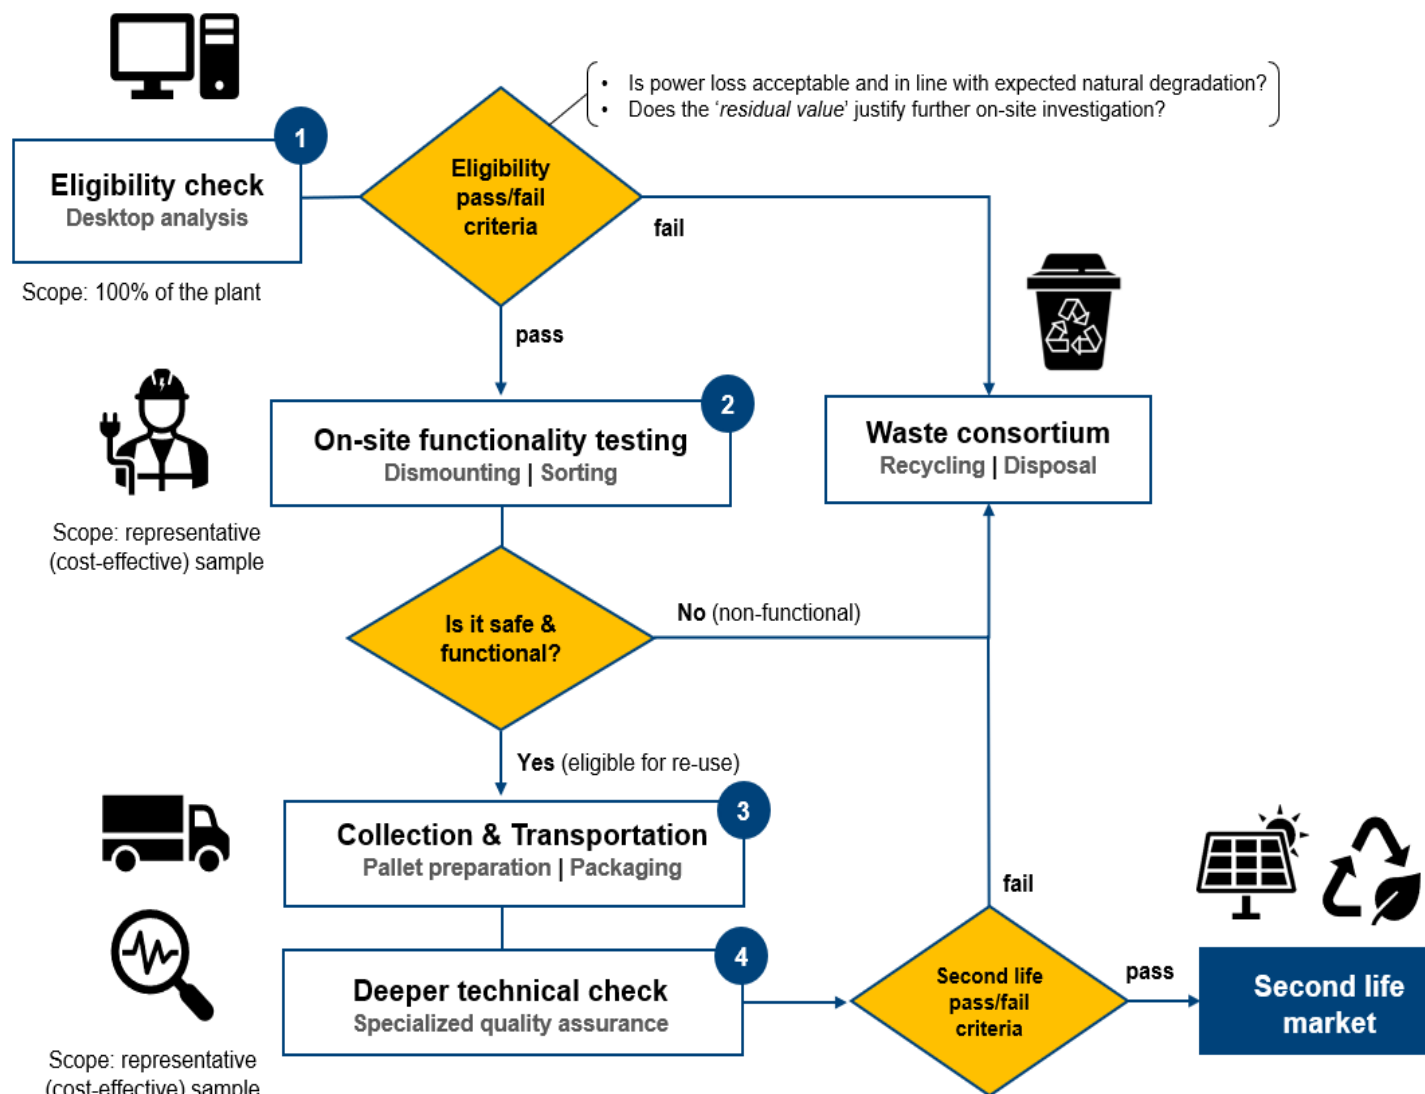 • Is power loss acceptable and in line with expected natural degradation?
• Does the ‘residual value’ justify further on-site investigation?
1
Eligibility check
Desktop analysis
Scope: 100% of the plant
Eligibility
pass/fail
criteria
fail
pass
2
On-site functionality testing
Dismounting | Sorting
Scope: representative
(cost-effective) sample
Waste consortium
Recycling | Disposal
Is it safe &
functional?
No (non-functional)
Yes (eligible for re-use)
3
Collection & Transportation
Pallet preparation | Packaging
4
Deeper technical check
Specialized quality assurance
Scope: representative
(cost-effective) sample
fail
Second life
pass/fail
criteria
pass
Second life
market